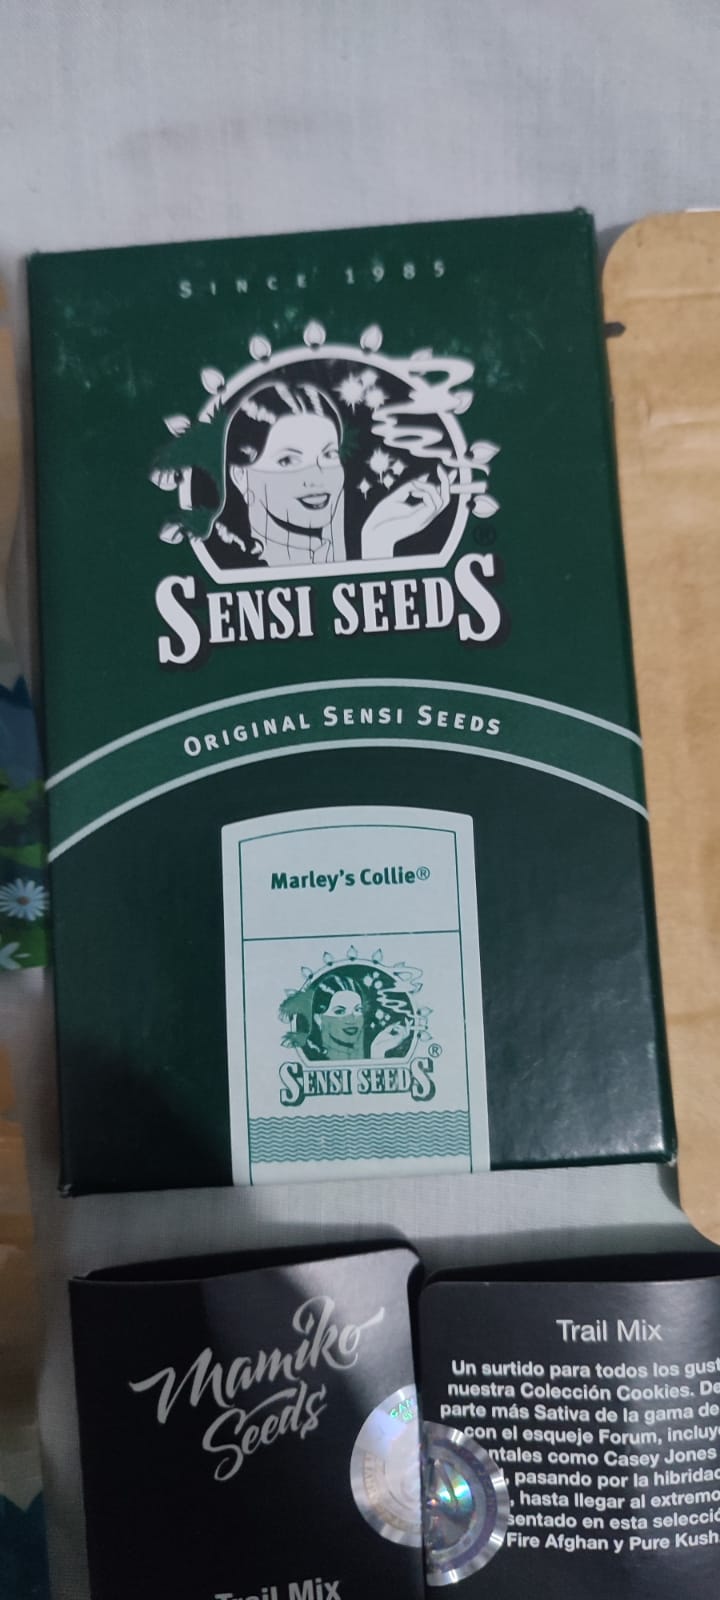 SINCE 1985
SENSI SEEDS
®
ORIGINAL SENSI SEEDS
Marley's Collie®
SENSI SEEDS
®
Mamiko
Seeds
Trail Mix
Trail Mix
Un surtido para todos los gust
nuestra Colección Cookies. De
parte más Sativa de la gama de
con el esqueje Forum, incluy
ntales como Casey Jones
, pasando por la hibridac
, hasta llegar al extremo
sentado en esta selecció
Fire Afghan y Pure Kush